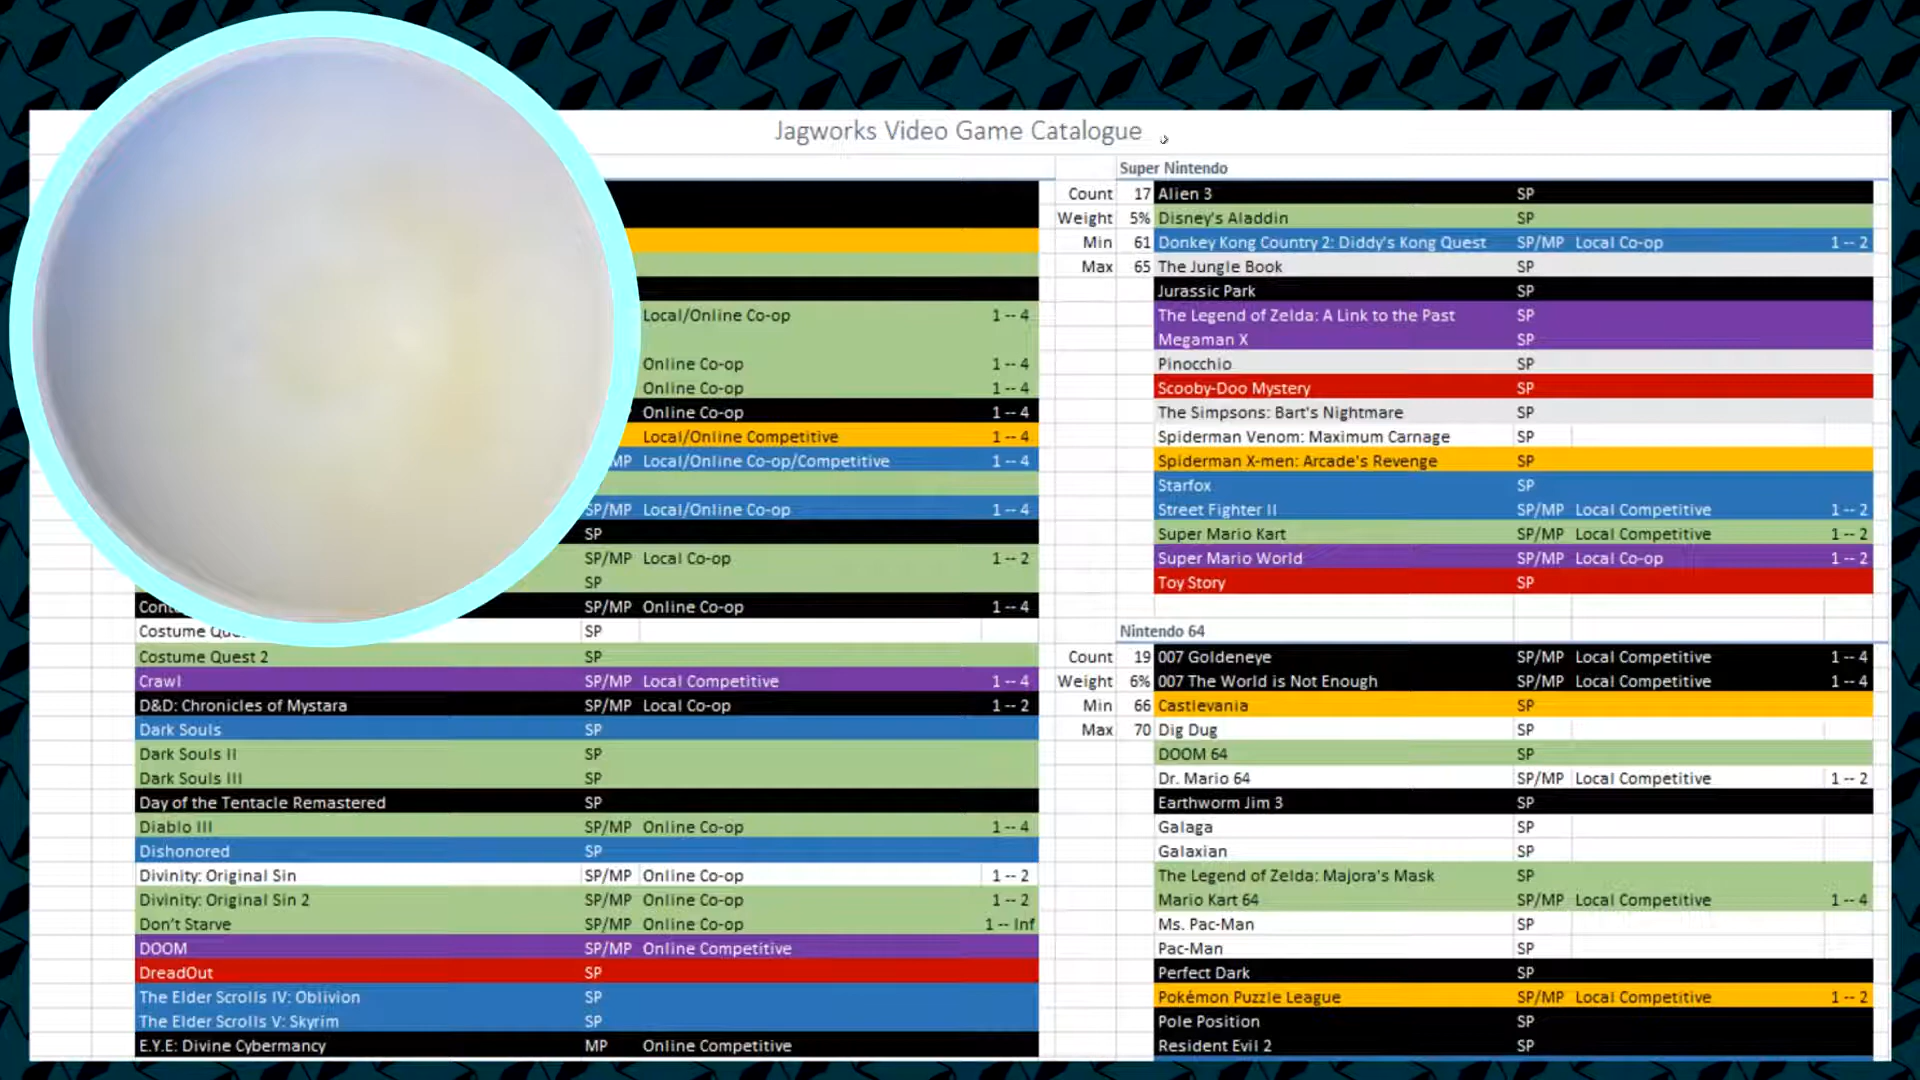 Jagworks Video Game Catalogue
Local/Online Co-op 1 -- 4
Online Co-op 1 -- 4
Online Co-op 1 -- 4
Online Co-op 1 -- 4
Local/Online Competitive 1 -- 4
MP Local/Online Co-op/Competitive 1 -- 4
SP/MP Local/Online Co-op 1 -- 4
SP
SP/MP Local Co-op 1 -- 2
SP
SP/MP Online Co-op 1 -- 4
Costume SP
Costume Quest 2 SP
Crawl SP/MP Local Competitive 1 -- 4
D&D: Chronicles of Mystara SP/MP Local Co-op 1 -- 2
Dark Souls SP
Dark Souls II SP
Dark Souls III SP
Day of the Tentacle Remastered SP
Diablo III SP/MP Online Co-op 1 -- 4
Dishonored SP
Divinity: Original Sin SP/MP Online Co-op 1 -- 2
Divinity: Original Sin 2 SP/MP Online Co-op 1 -- 2
Don't Starve SP/MP Online Co-op 1 -- Inf
DOOM SP/MP Online Competitive
DreadOut SP
The Elder Scrolls IV: Oblivion SP
The Elder Scrolls V: Skyrim SP
E.Y.E: Divine Cybermancy MP Online Competitive
Super Nintendo
Count 17 Alien 3 SP
Weight 5% Disney's Aladdin SP
Min 61 Donkey Kong Country 2: Diddy's Kong Quest SP/MP Local Co-op 1 -- 2
Max 65 The Jungle Book SP
Jurassic Park SP
The Legend of Zelda: A Link to the Past SP
Megaman X SP
Pinocchio SP
Scooby-Doo Mystery SP
The Simpsons: Bart's Nightmare SP
Spiderman Venom: Maximum Carnage SP
Spiderman X-men: Arcade's Revenge SP
Starfox SP
Street Fighter II SP/MP Local Competitive 1 -- 2
Super Mario Kart SP/MP Local Competitive 1 -- 2
Super Mario World SP/MP Local Co-op 1 -- 2
Toy Story SP
Nintendo 64
Count 19 007 Goldeneye SP/MP Local Competitive 1 -- 4
Weight 6% 007 The World is Not Enough SP/MP Local Competitive 1 -- 4
Min 66 Castlevania SP
Max 70 Dig Dug SP
DOOM 64 SP
Dr. Mario 64 SP/MP Local Competitive 1 -- 2
Earthworm Jim 3 SP
Galaga SP
Galaxian SP
The Legend of Zelda: Majora's Mask SP
Mario Kart 64 SP/MP Local Competitive 1 -- 4
Ms. Pac-Man SP
Pac-Man SP
Perfect Dark SP
Pokémon Puzzle League SP/MP Local Competitive 1 -- 2
Pole Position SP
Resident Evil 2 SP